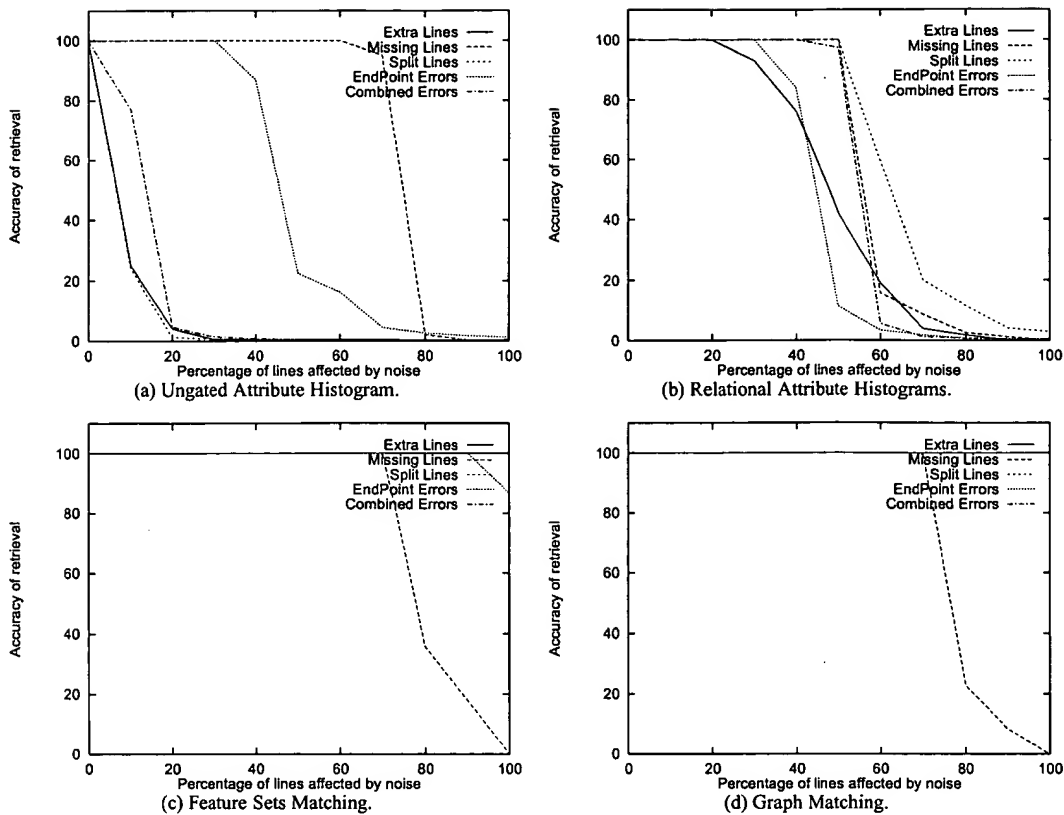 Extra Lines
Missing Lines
Split Lines
EndPoint Errors
Combined Errors
100
80
60
40
20
0
Accuracy of retrieval
0 20 40 60 80 100
Percentage of lines affected by noise
(a) Ungated Attribute Histogram.
Extra Lines
Missing Lines
Split Lines
EndPoint Errors
Combined Errors
100
80
60
40
20
0
Accuracy of retrieval
0 20 40 60 80 100
Percentage of lines affected by noise
(b) Relational Attribute Histograms.
Extra Lines
Missing Lines
Split Lines
EndPoint Errors
Combined Errors
100
80
60
40
20
0
Accuracy of retrieval
0 20 40 60 80 100
Percentage of lines affected by noise
(c) Feature Sets Matching.
Extra Lines
Missing Lines
Split Lines
EndPoint Errors
Combined Errors
100
80
60
40
20
0
Accuracy of retrieval
0 20 40 60 80 100
Percentage of lines affected by noise
(d) Graph Matching.